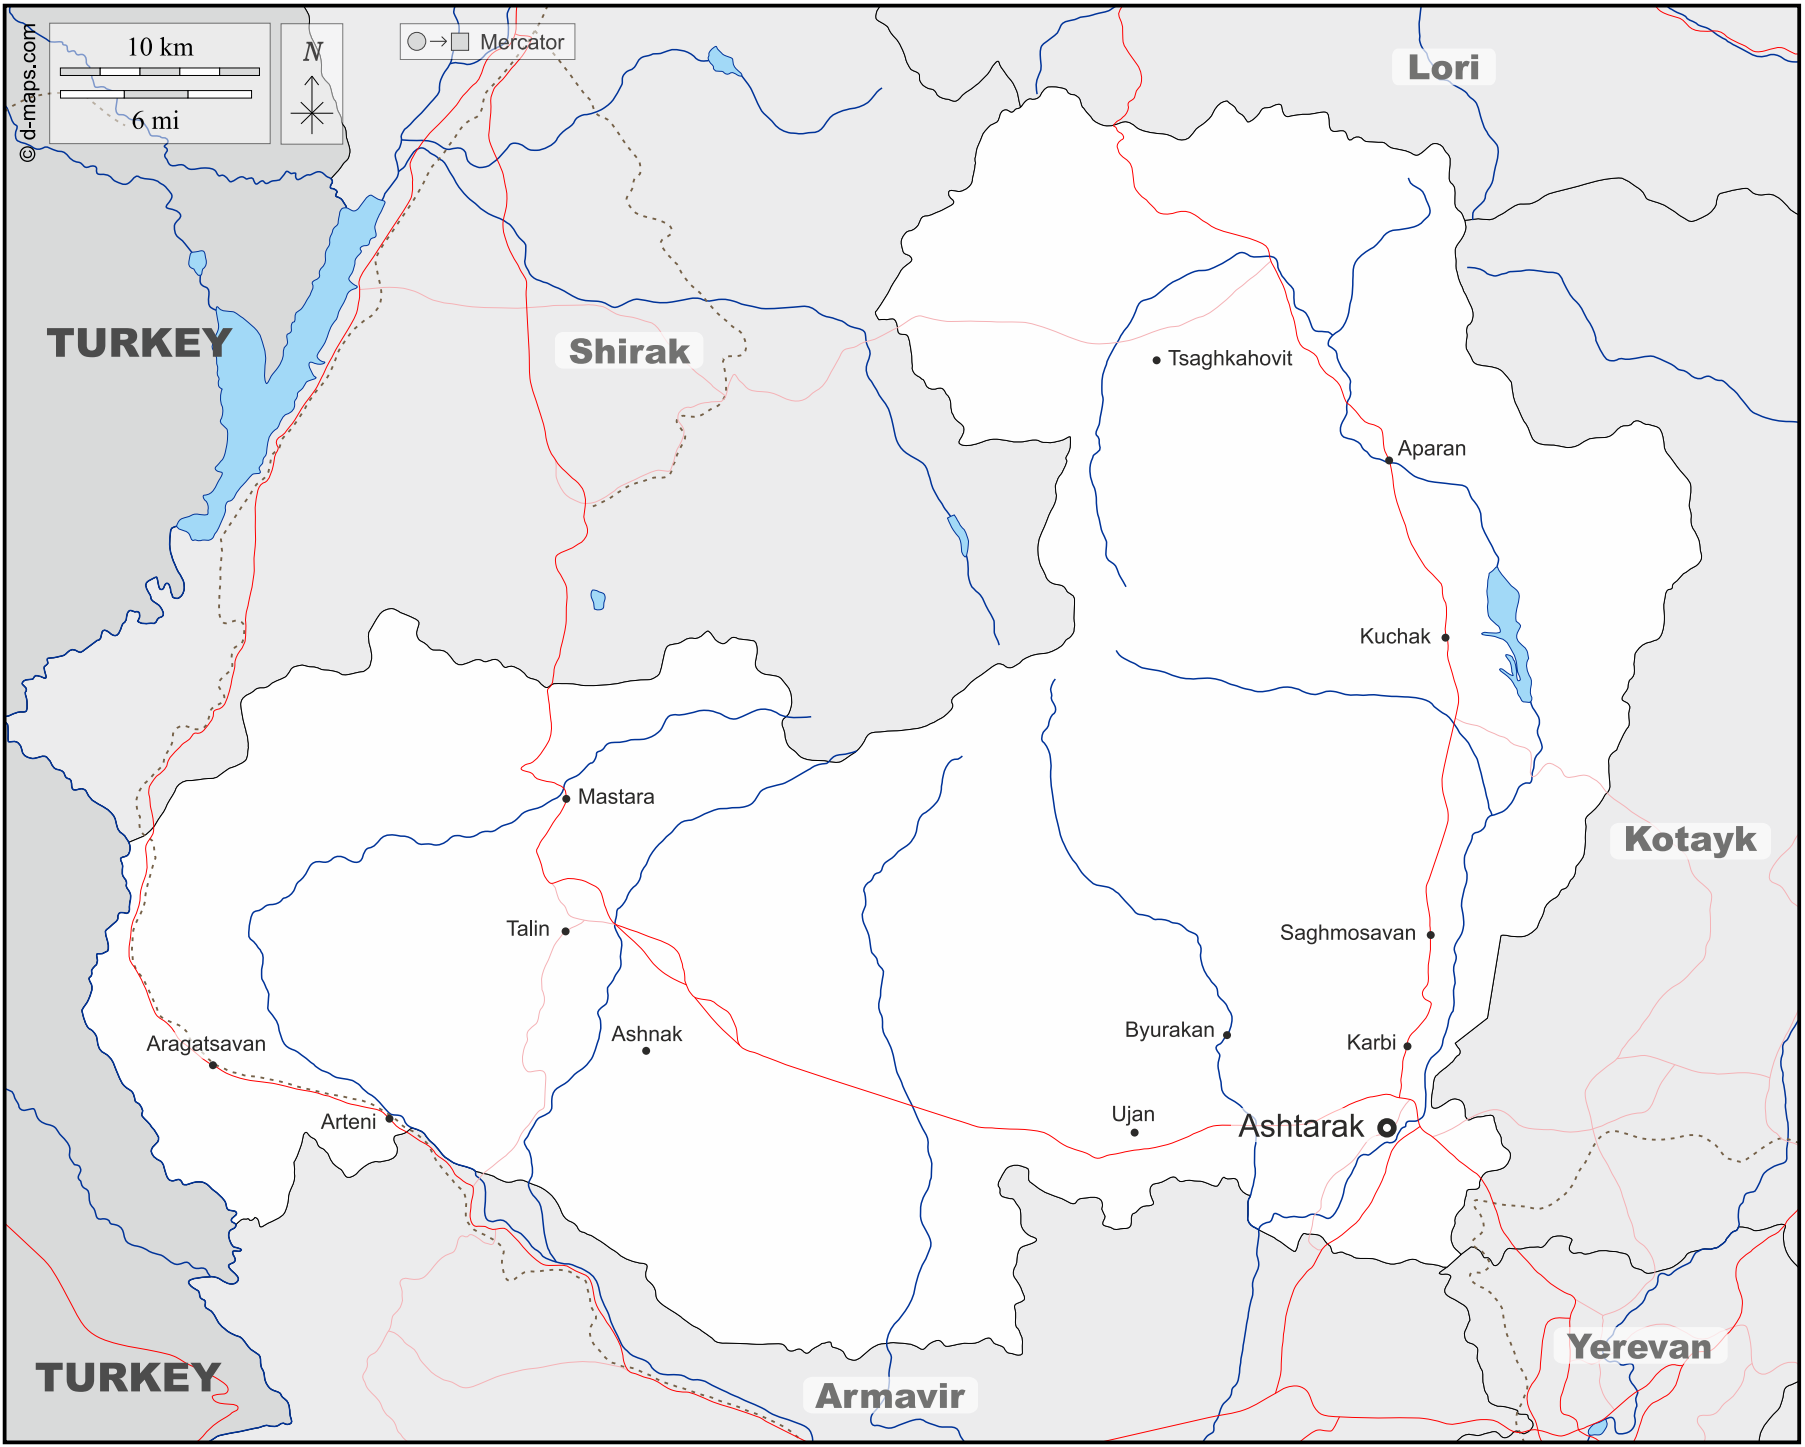 © d-maps.com
10 km
6 mi
N
Mercator
Lori
TURKEY
Shirak
Tsaghkahovit
Aparan
Kuchak
Mastara
Kotayk
Talin
Saghmosavan
Ashnak
Byurakan
Karbi
Aragatsavan
Arteni
Ujan
Ashtarak
Yerevan
TURKEY
Armavir